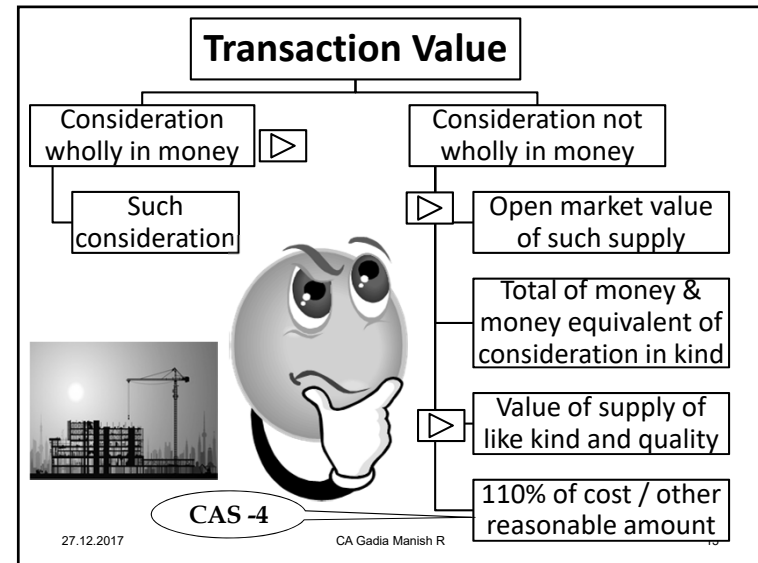 Transaction Value
Consideration
wholly in money
Such
consideration
Consideration not
wholly in money
Open market value
of such supply
Total of money &
money equivalent of
consideration in kind
Value of supply of
like kind and quality
110% of cost / other
reasonable amount
CAS -4
27.12.2017
CA Gadia Manish R